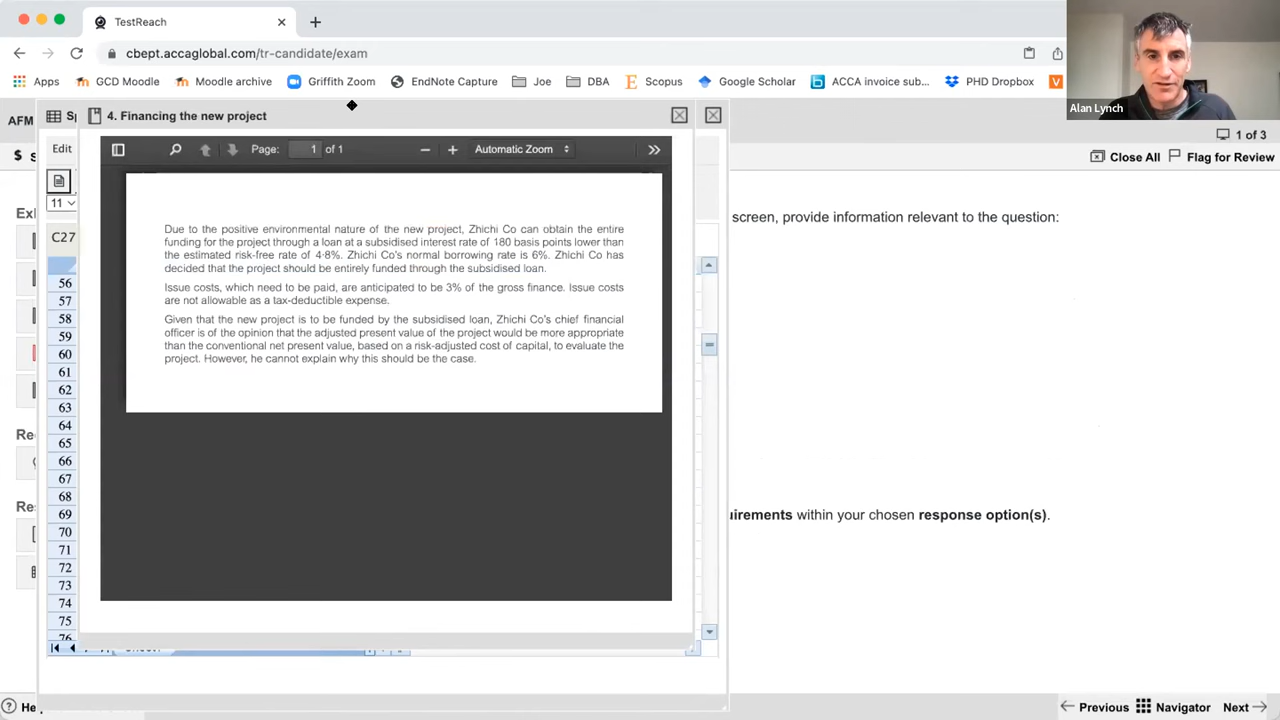 TestReach
cbept.accaglobal.com/tr-candidate/exam
Apps
GCD Moodle
Moodle archive
Griffith Zoom
EndNote Capture
Joe
DBA
Scopus
Google Scholar
ACCA invoice sub...
PHD Dropbox
Alan Lynch
AFM
4. Financing the new project
1 of 3
Edit
Page: 1 of 1
Automatic Zoom
Close All
Flag for Review
11
C27
Due to the positive environmental nature of the new project, Zhichi Co can obtain the entire
funding for the project through a loan at a subsidised interest rate of 180 basis points lower than
the estimated risk-free rate of 4·8%. Zhichi Co's normal borrowing rate is 6%. Zhichi Co has
decided that the project should be entirely funded through the subsidised loan.
Issue costs, which need to be paid, are anticipated to be 3% of the gross finance. Issue costs
are not allowable as a tax-deductible expense.
Given that the new project is to be funded by the subsidised loan, Zhichi Co's chief financial
officer is of the opinion that the adjusted present value of the project would be more appropriate
than the conventional net present value, based on a risk-adjusted cost of capital, to evaluate the
project. However, he cannot explain why this should be the case.
screen, provide information relevant to the question:
56
57
58
59
60
61
62
63
64
65
66
67
68
69
70
71
72
73
74
75
76
within your chosen response option(s).
Previous
Navigator
Next